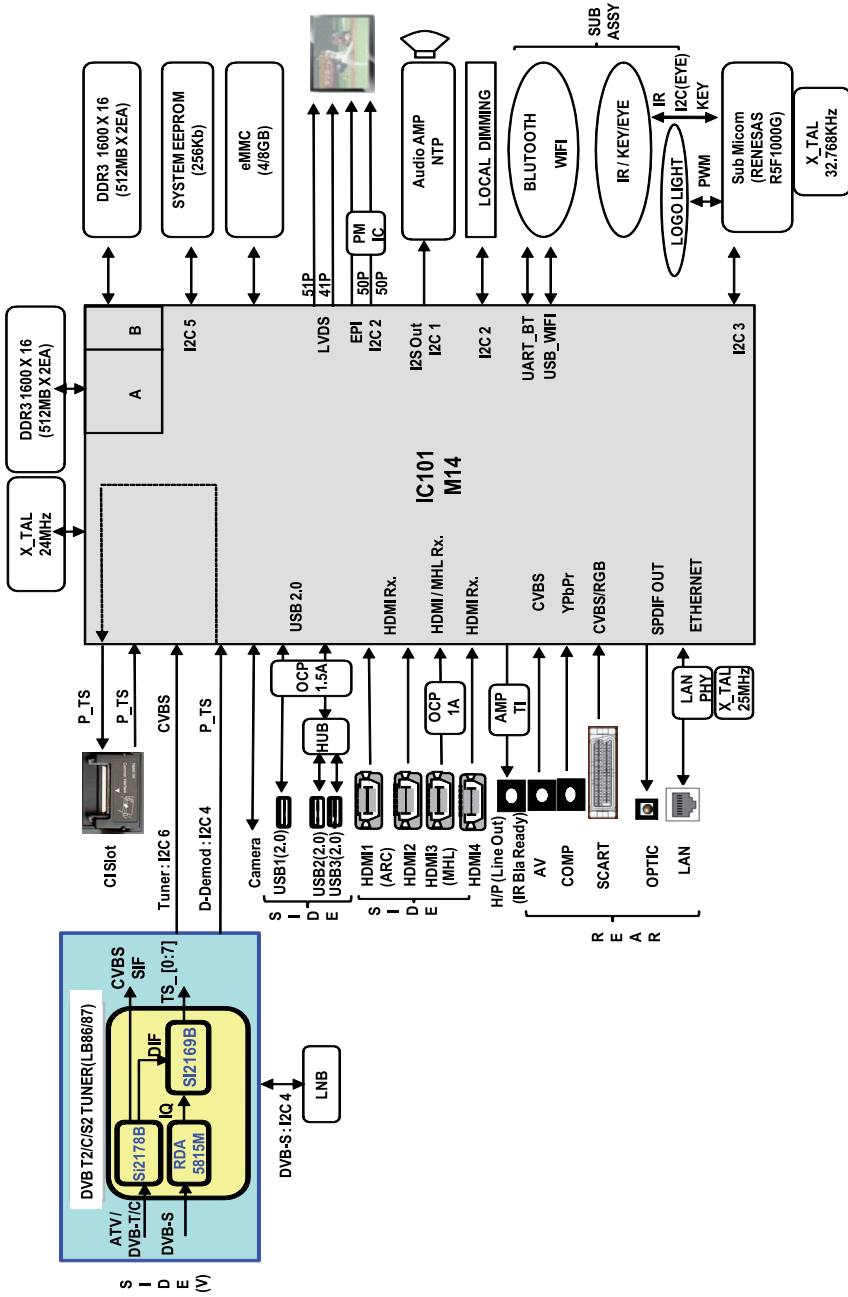 DVB T2/C/S2 TUNER(LB86/87)
ATV /
DVB-T/C
DVB-S
Si2178B
RDA
5815M
IQ
DIF
SI2169B
CVBS
SIF
TS_ [0:7]
S
I
D
E
(V)
DVB-S : I2C 4
LNB
CI Slot
P_TS
P_TS
Tuner : I2C 6
CVBS
D-Demod : I2C 4
P_TS
Camera
USB1(2.0)
USB2(2.0)
USB3(2.0)
S
I
D
E
HUB
OCP
1.5A
USB 2.0
HDMI1
(ARC)
HDMI2
HDMI3
(MHL)
HDMI4
S
I
D
E
OCP
1A
HDMI Rx.
HDMI / MHL Rx.
HDMI Rx.
H/P (Line Out)
(IR Bla Ready)
AMP
TI
AV
CVBS
COMP
YPbPr
SCART
CVBS/RGB
OPTIC
SPDIF OUT
LAN
LAN
PHY
X_TAL
25MHz
ETHERNET
R
E
A
R
X_TAL
24MHz
DDR3 1600 X 16
(512MB X 2EA)
A
B
IC101
M14
DDR3 1600 X 16
(512MB X 2EA)
I2C 5
SYSTEM EEPROM
(256Kb)
eMMC
(4/8GB)
LVDS
51P
41P
EPI
I2C 2
50P
50P
PM
IC
I2S Out
I2C 1
Audio AMP
NTP
I2C 2
LOCAL DIMMING
UART_BT
USB_WIFI
BLUTOOTH
WIFI
SUB
ASSY
IR / KEY/EYE
LOGO LIGHT
IR
I2C(EYE)
KEY
PWM
I2C 3
Sub Micom
(RENESAS
R5F1000G)
X_TAL
32.768KHz